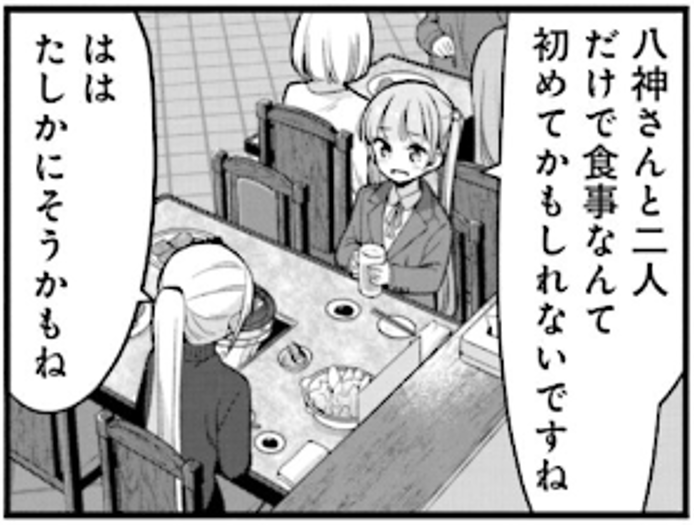 八神さんと二人
だけで食事なんて
初めてかもしれないですね
はは
たしかにそうかもね